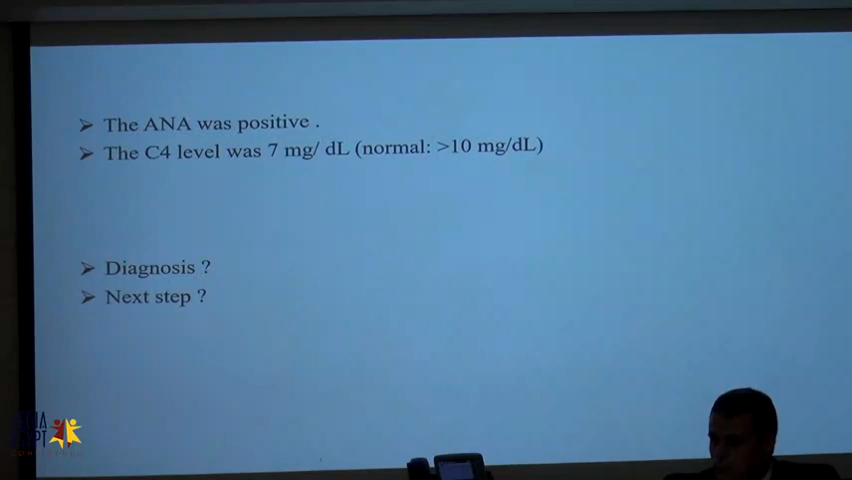 The ANA was positive .
The C4 level was 7 mg/ dL (normal: >10 mg/dL)
Diagnosis ?
Next step ?